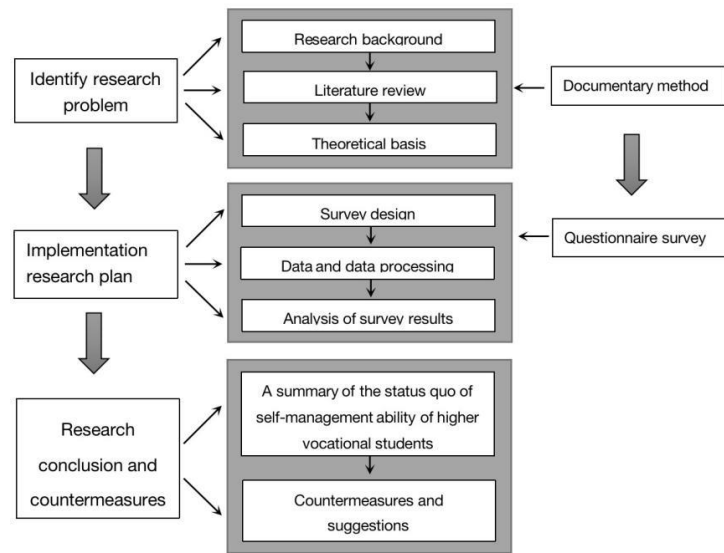 Research background
Identify research
problem
Literature review
Documentary method
Theoretical basis
Survey design
Implementation
research plan
Data and data processing
Questionnaire survey
Analysis of survey results
Research
conclusion and
countermeasures
A summary of the status quo of
self-management ability of higher
vocational students
Countermeasures and
suggestions